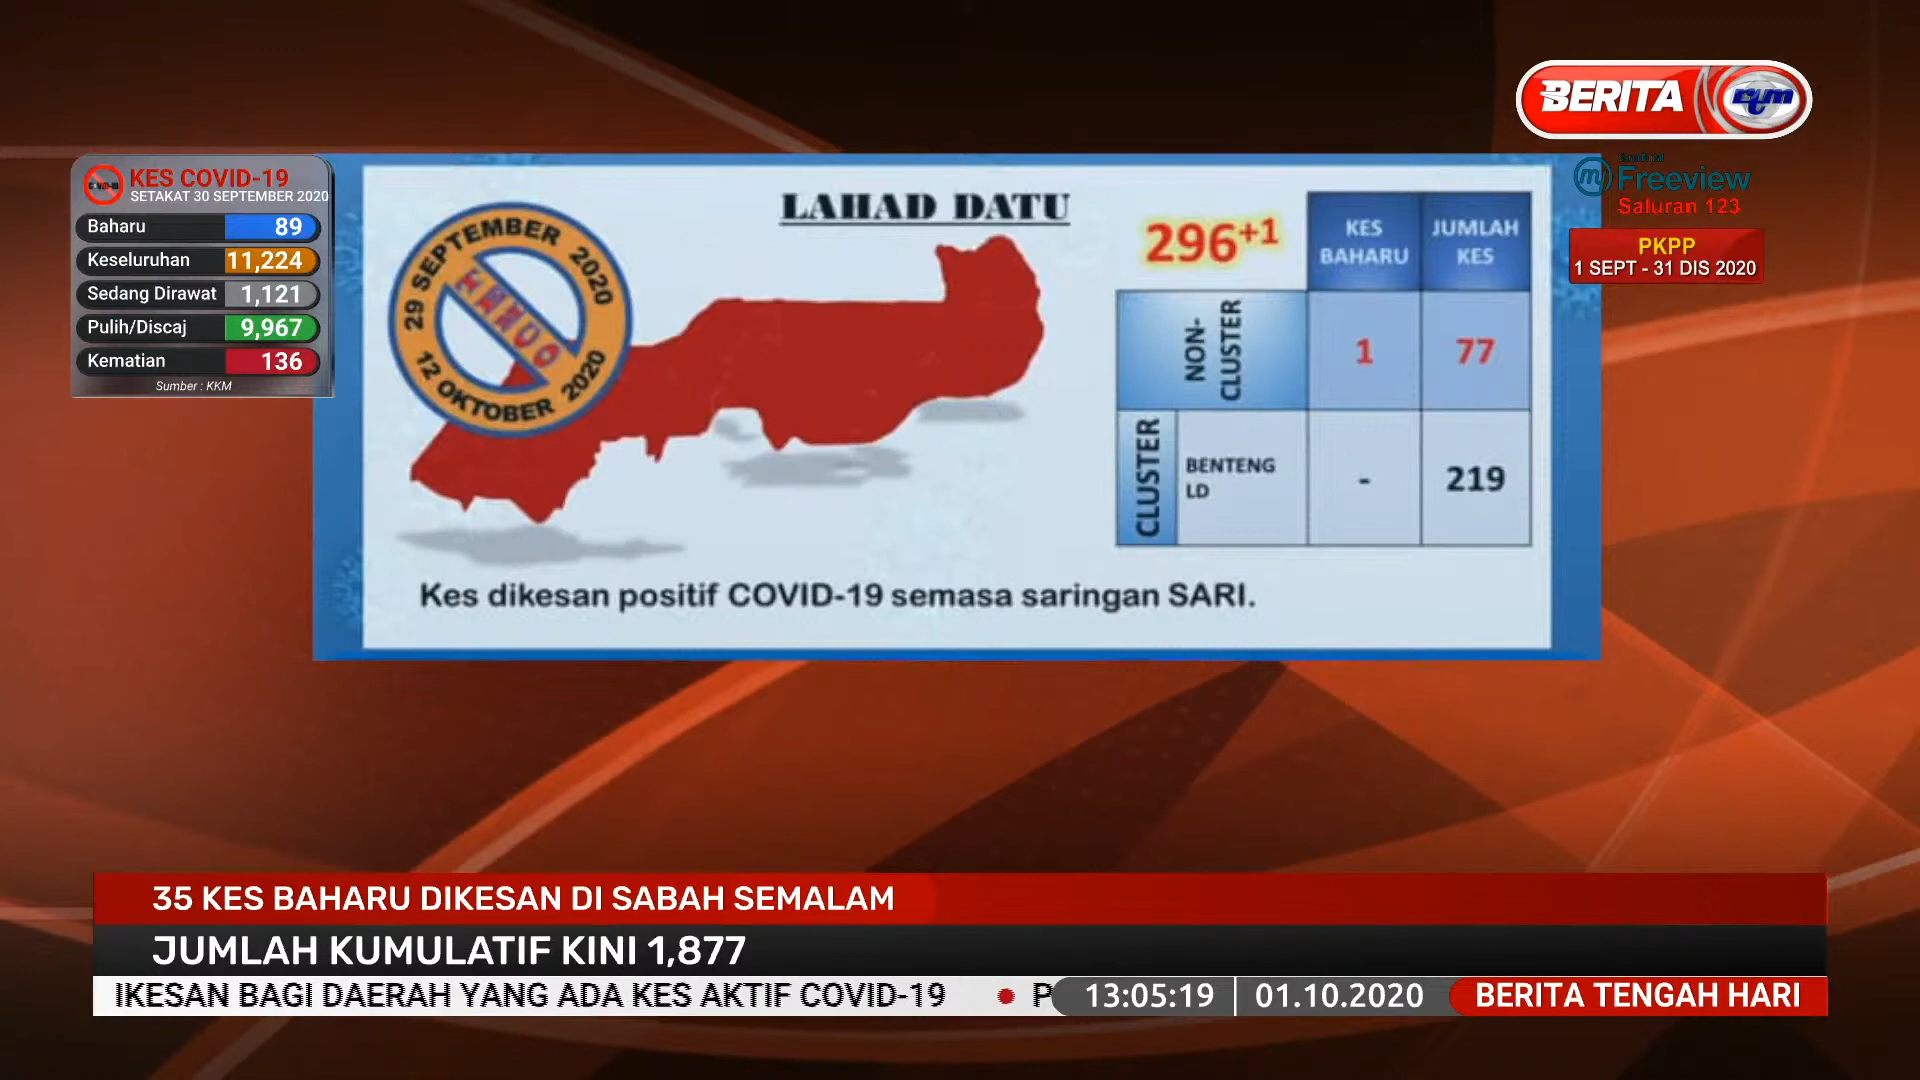 BERITA rtm
myFreeview
Saluran 123
PKPP
1 SEPT - 31 DIS 2020
KES COVID-19
SETAKAT 30 SEPTEMBER 2020
Baharu 89
Keseluruhan 11,224
Sedang Dirawat 1,121
Pulih/Discaj 9,967
Kematian 136
Sumber : KKM
LAHAD DATU
29 SEPTEMBER 2020
12 OKTOBER 2020
296+1
KES BAHARU
JUMLAH KES
NON-CLUSTER
1
77
CLUSTER
BENTENG LD
-
219
Kes dikesan positif COVID-19 semasa saringan SARI.
35 KES BAHARU DIKESAN DI SABAH SEMALAM
JUMLAH KUMULATIF KINI 1,877
IKESAN BAGI DAERAH YANG ADA KES AKTIF COVID-19 • P
13:05:19 01.10.2020 BERITA TENGAH HARI